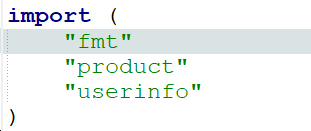 import (
    "fmt"
    "product"
    "userinfo"
)